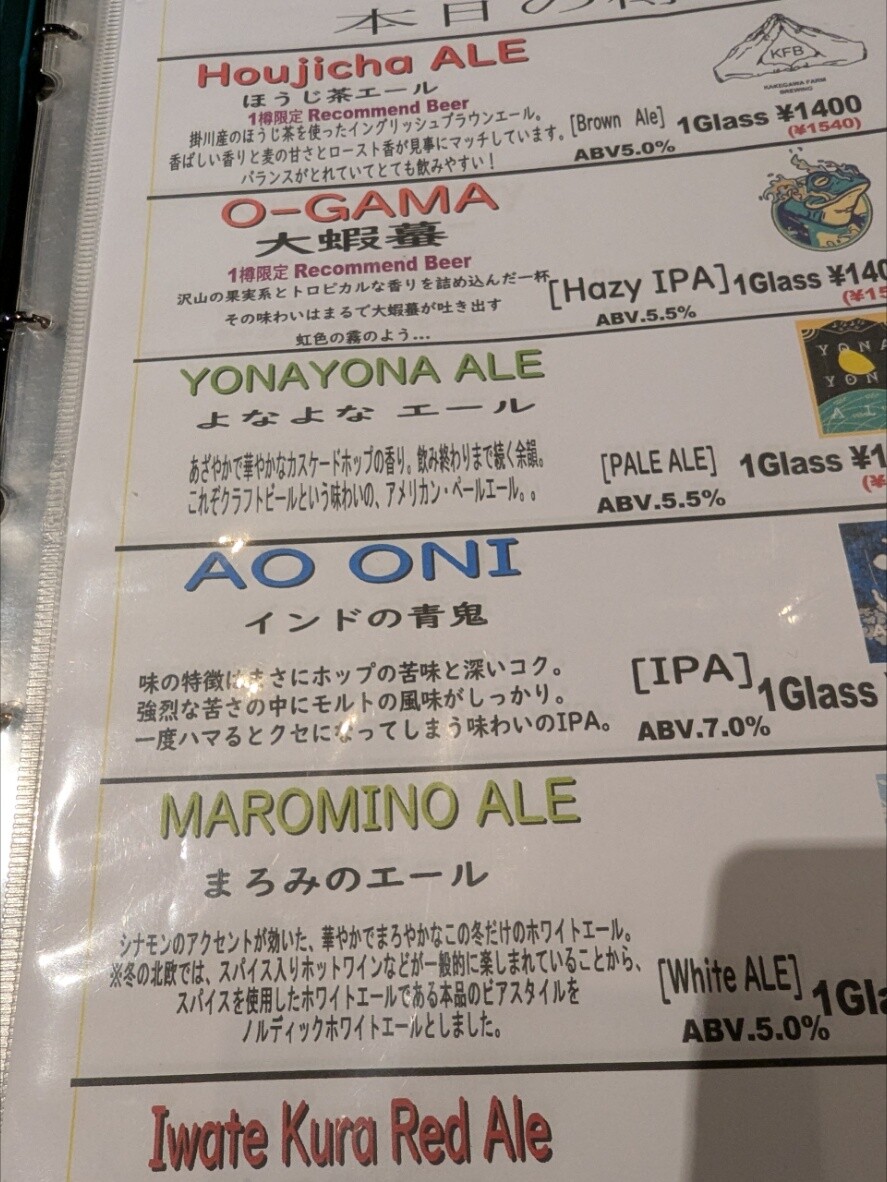 本日の
Houjicha ALE
ほうじ茶エール
1樽限定 Recommend Beer
掛川産のほうじ茶を使ったイングリッシュブラウンエール。
香ばしい香りと麦の甘さとロースト香が見事にマッチしています。
バランスがとれていてとても飲みやすい！
KFB
KAKEGAWA FARM
BREWING
[Brown Ale] 1Glass ¥1400
(¥1540)
ABV5.0%
O-GAMA
大蝦蟇
1樽限定 Recommend Beer
沢山の果実系とトロピカルな香りを詰め込んだ一杯
その味わいはまるで大蝦蟇が吐き出す
虹色の霧のよう...
[Hazy IPA] 1Glass ¥140
(¥15
ABV.5.5%
YONAYONA ALE
よなよな エール
あざやかで華やかなカスケードホップの香り。飲み終わりまで続く余韻。
これぞクラフトビールという味わいの、アメリカン・ペールエール。。
YONA
YON
[PALE ALE] 1Glass ¥1
(¥
ABV.5.5%
AO ONI
インドの青鬼
味の特徴はまさにホップの苦味と深いコク。
強烈な苦さの中にモルトの風味がしっかり。
一度ハマるとクセになってしまう味わいのIPA。
[IPA] 1Glass
ABV.7.0%
MAROMINO ALE
まろみのエール
シナモンのアクセントが効いた、華やかでまろやかなこの冬だけのホワイトエール。
※冬の北欧では、スパイス入りホットワインなどが一般的に楽しまれていることから、
スパイスを使用したホワイトエールである本品のビアスタイルを
ノルディックホワイトエールとしました。
[White ALE] 1Gla
ABV.5.0%
Iwate Kura Red Ale